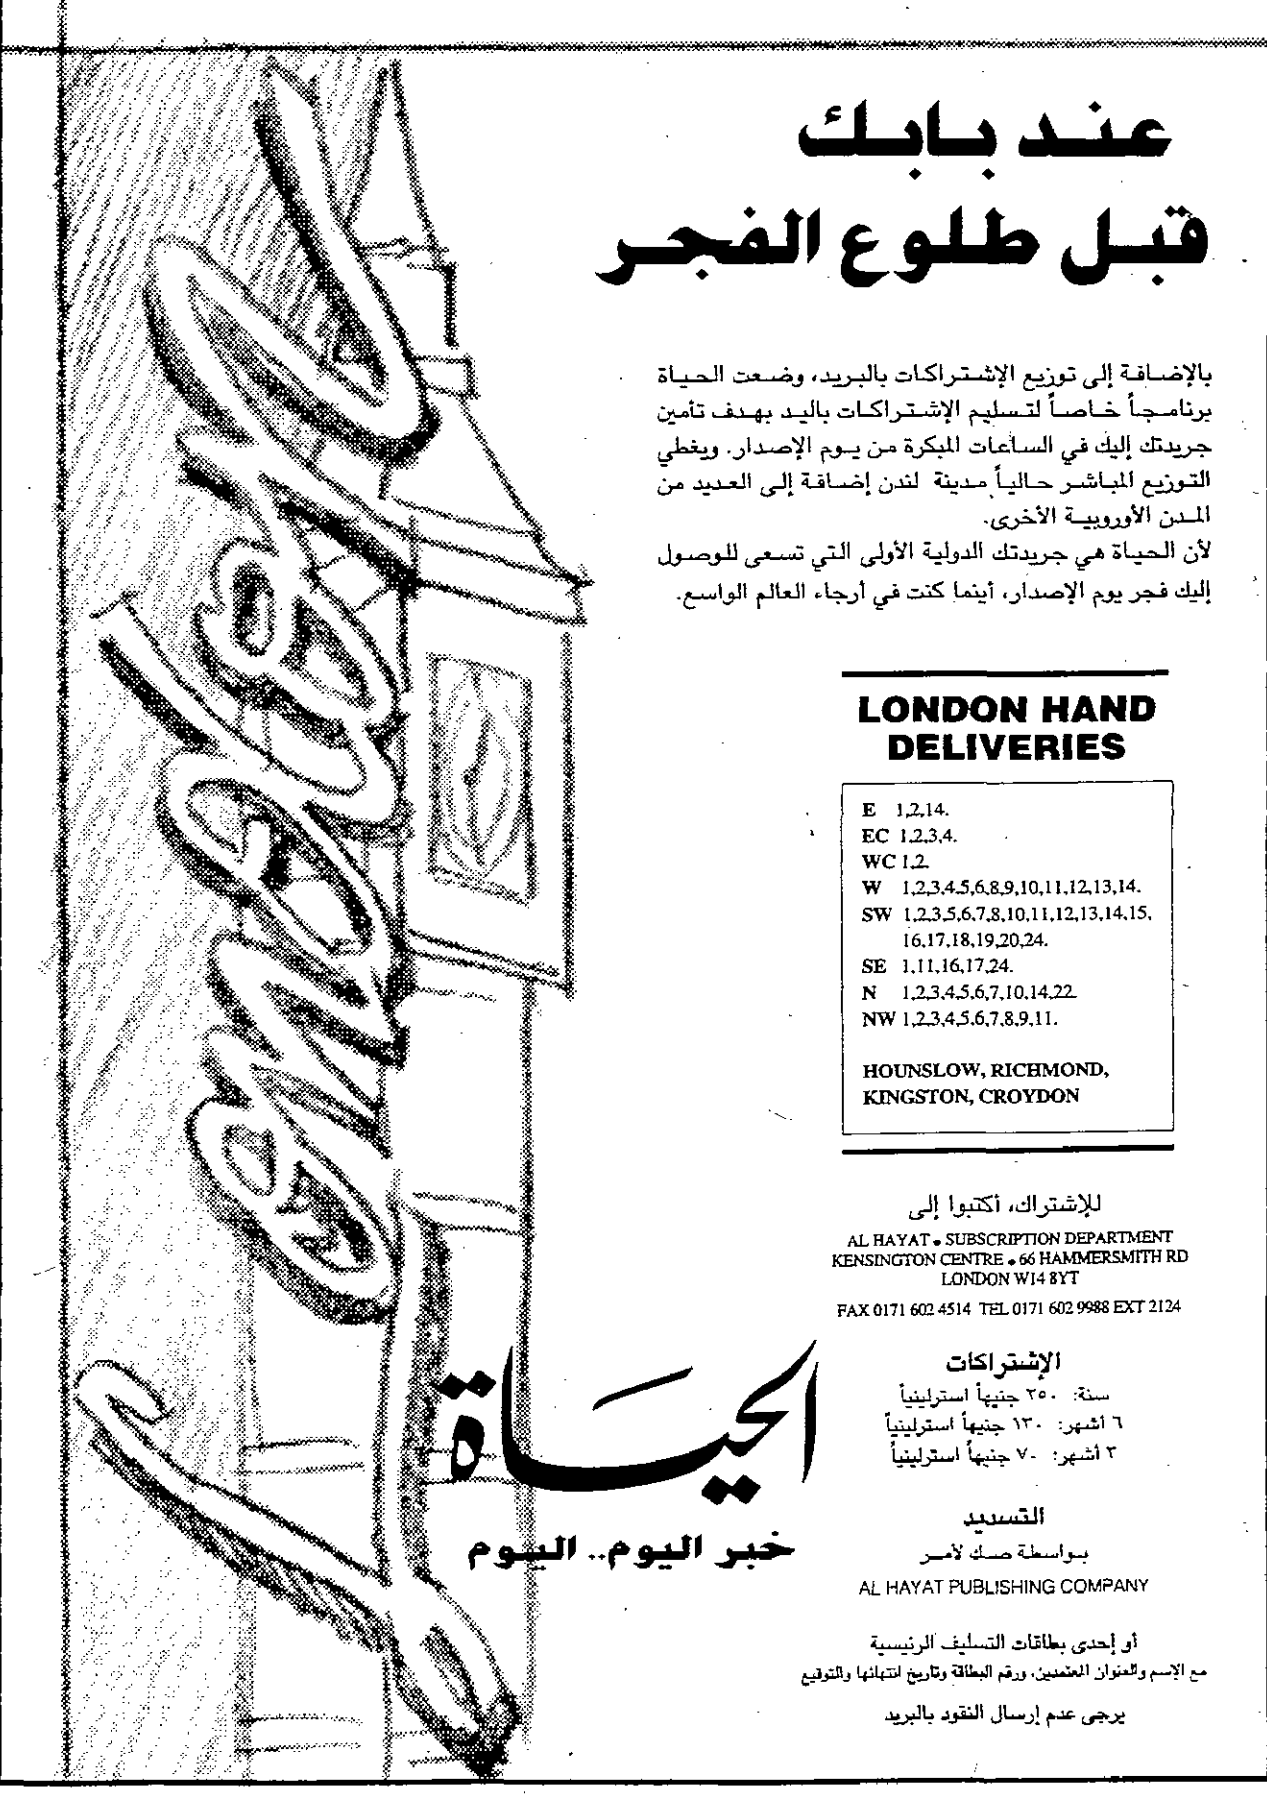 عند بابك
قبل طلوع الفجر
بالإضافة إلى توزيع الإشتراكات بالبريد، وضعت الحياة
برنامجاً خاصاً لتسليم الإشتراكات باليد بهدف تأمين
جريدتك إليك في الساعات المبكرة من يوم الإصدار. ويغطي
التوزيع المباشر حالياً مدينة لندن إضافة إلى العديد من
المدن الأوروبية الأخرى.
لأن الحياة هي جريدتك الدولية الأولى التي تسعى للوصول
إليك فجر يوم الإصدار، أينما كنت في أرجاء العالم الواسع.
LONDON HAND
DELIVERIES
E 1,2,14.
EC 1,2,3,4.
WC 1,2.
W 1,2,3,4,5,6,8,9,10,11,12,13,14.
SW 1,2,3,5,6,7,8,10,11,12,13,14,15,
16,17,18,19,20,24.
SE 1,11,16,17,24.
N 1,2,3,4,5,6,7,10,14,22.
NW 1,2,3,4,5,6,7,8,9,11.
HOUNSLOW, RICHMOND,
KINGSTON, CROYDON
للإشتراك، أكتبوا إلى
AL HAYAT • SUBSCRIPTION DEPARTMENT
KENSINGTON CENTRE • 66 HAMMERSMITH RD
LONDON W14 8YT
FAX 0171 602 4514 TEL 0171 602 9988 EXT 2124
الإشتراكات
سنة: ٢٥٠ جنيهاً استرلينياً
٦ أشهر: ١٣٠ جنيهاً استرلينياً
٣ أشهر: ٧٠ جنيهاً استرلينياً
التسديد
بواسطة صك لأمر
AL HAYAT PUBLISHING COMPANY
أو إحدى بطاقات التسليف الرئيسية
مع الإسم والعنوان المعتمدين، ورقم البطاقة وتاريخ انتهائها والتوقيع
يرجى عدم إرسال النقود بالبريد
الحياة
خبر اليوم.. اليوم